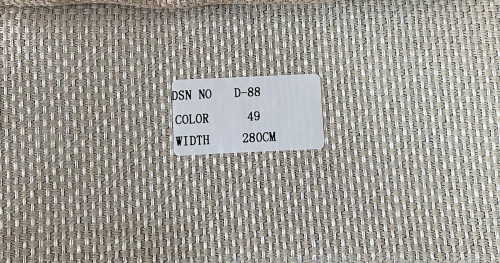 DSN NO D-88
COLOR 49
WIDTH 280CM